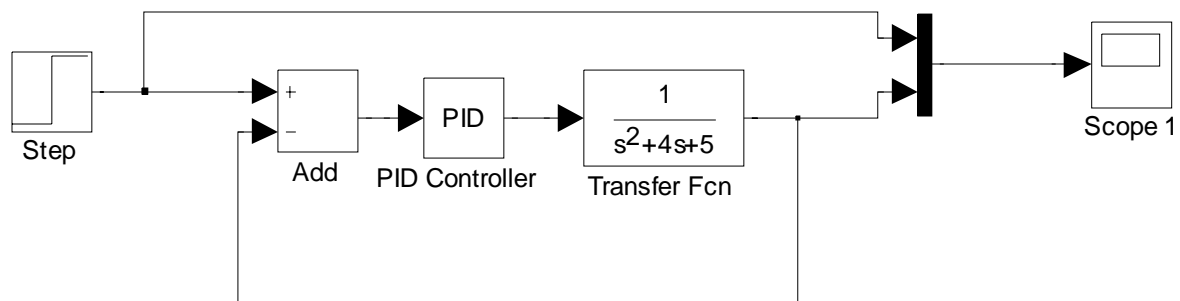 Step
+
−
Add
PID
PID Controller
1
s²+4s+5
Transfer Fcn
Scope 1